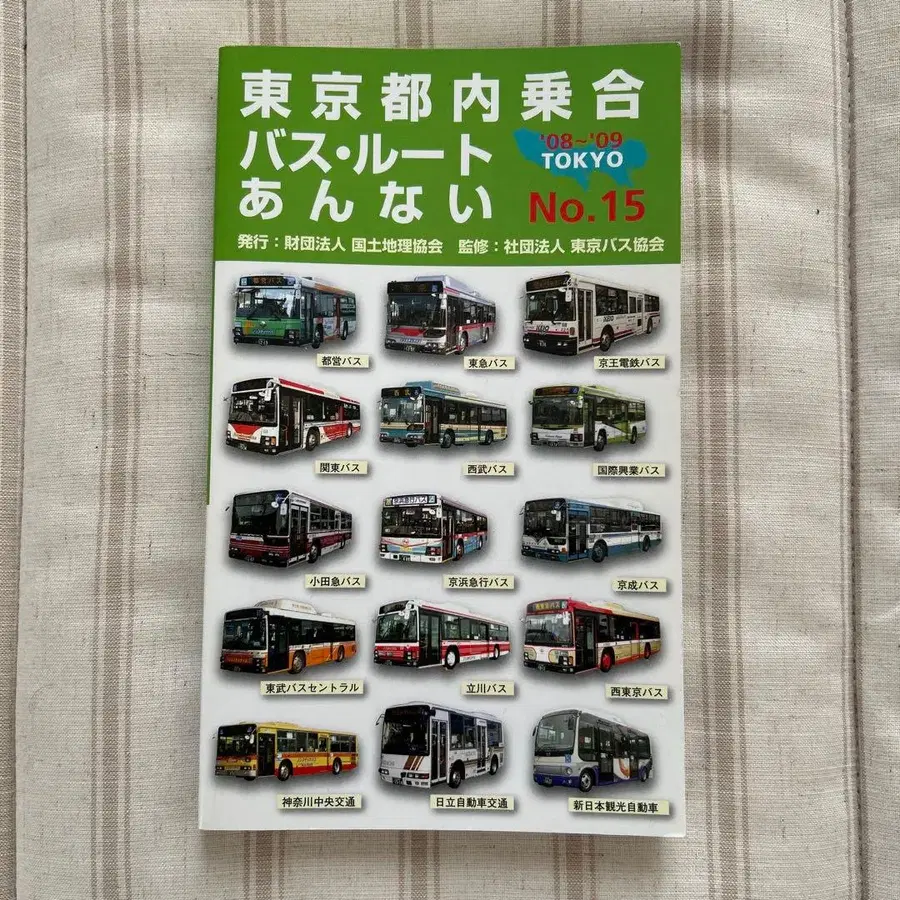 東京都内乗合
バス・ルート
あんない
'08~'09
TOKYO
No.15
発行：財団法人 国土地理協会　監修：社団法人 東京バス協会
都営バス
東急バス
京王電鉄バス
関東バス
西武バス
国際興業バス
小田急バス
京浜急行バス
京成バス
東武バスセントラル
立川バス
西東京バス
神奈川中央交通
日立自動車交通
新日本観光自動車